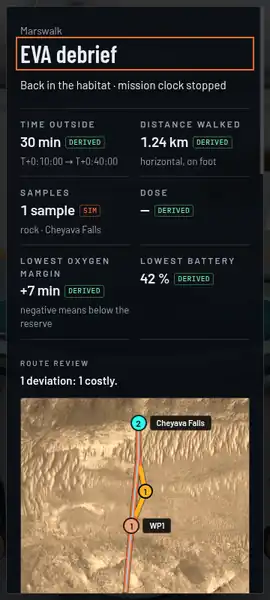 Marswalk
EVA debrief
Back in the habitat · mission clock stopped
TIME OUTSIDE
30 min DERIVED
T+0:10:00 → T+0:40:00
DISTANCE WALKED
1.24 km DERIVED
horizontal, on foot
SAMPLES
1 sample SIM
rock · Cheyava Falls
DOSE
— DERIVED
LOWEST OXYGEN
MARGIN
+7 min DERIVED
negative means below the
reserve
LOWEST BATTERY
42 % DERIVED
ROUTE REVIEW
1 deviation: 1 costly.
2 Cheyava Falls
1
1 WP1